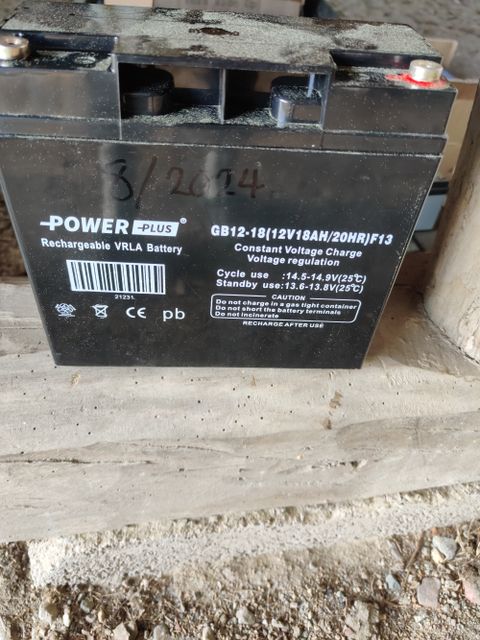 8/2024
POWER PLUS®
Rechargeable VRLA Battery
GB12-18(12V18AH/20HR)F13
Constant Voltage Charge
Voltage regulation
Cycle use :14.5-14.9V(25℃)
Standby use:13.6-13.8V(25℃)
CAUTION
Do not charge in a gas tight container
Do not short the battery terminals
Do not incinerate
RECHARGE AFTER USE
CE pb